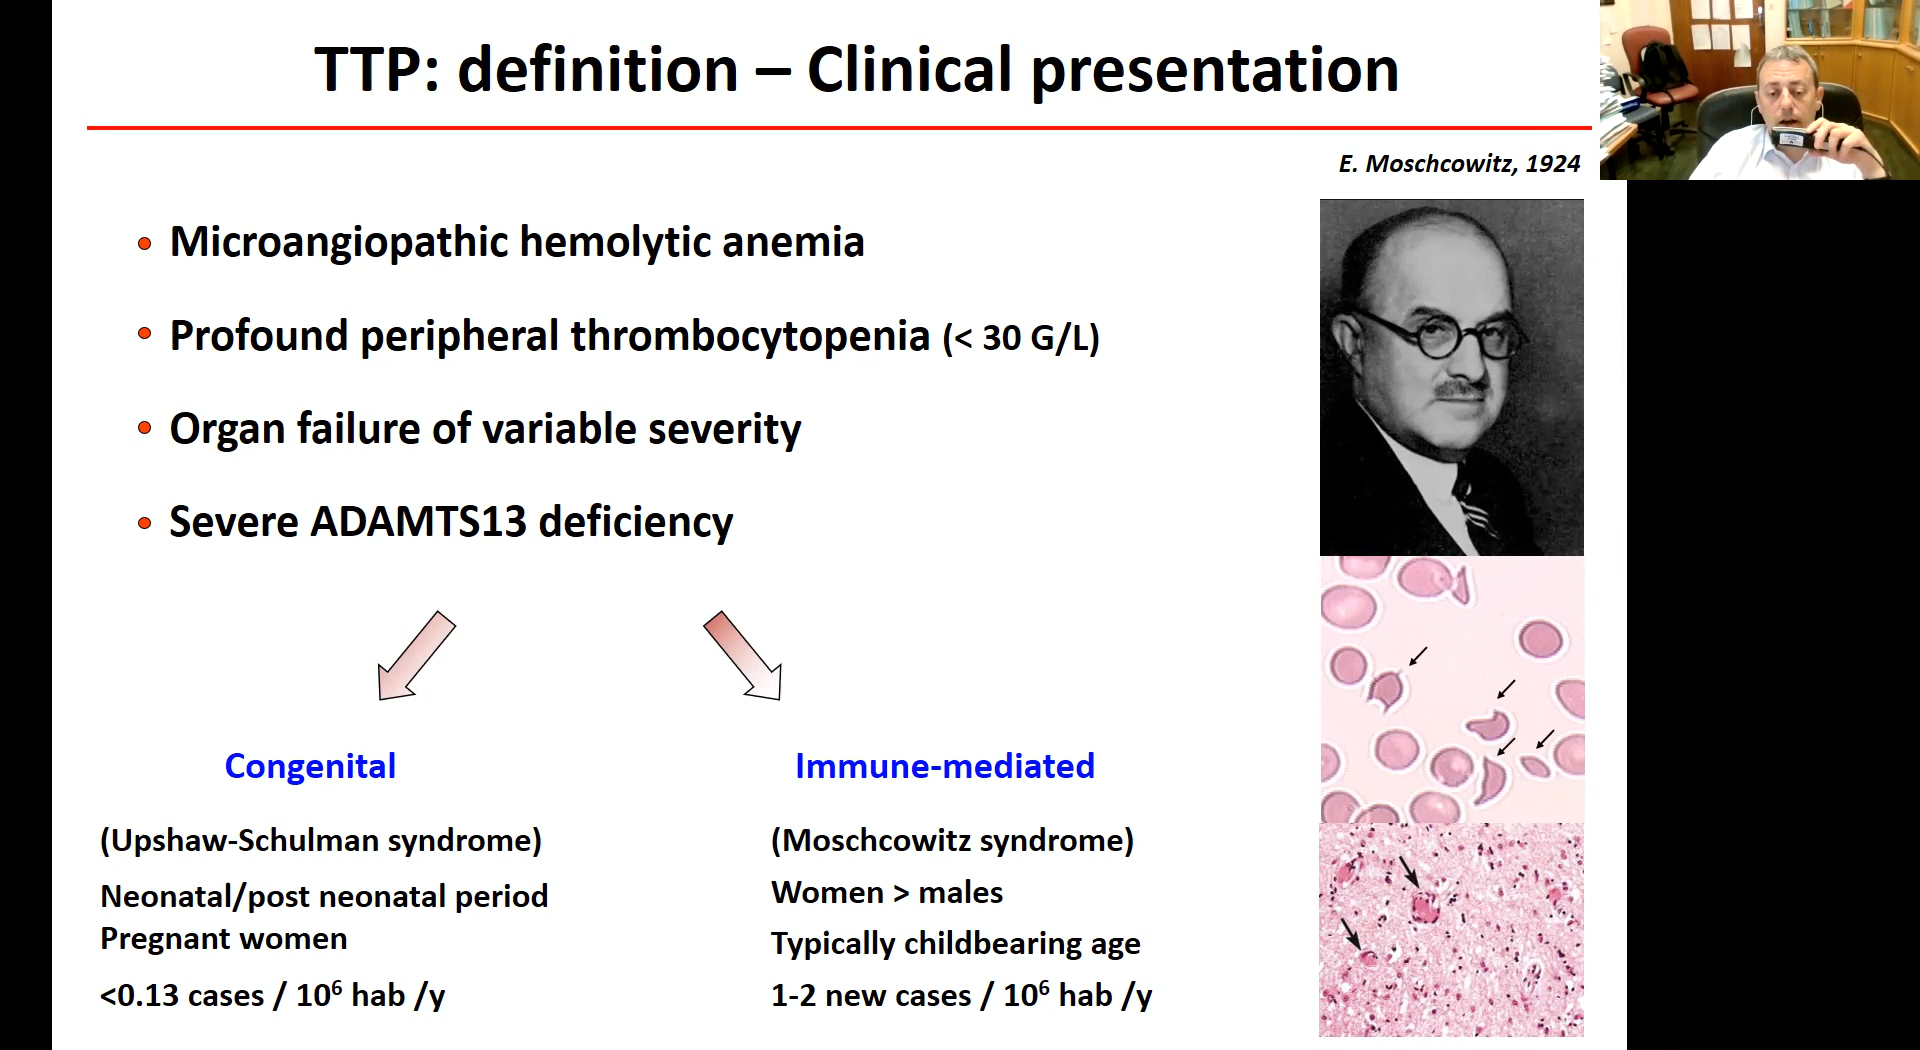 TTP: definition – Clinical presentation
E. Moschcowitz, 1924
• Microangiopathic hemolytic anemia
• Profound peripheral thrombocytopenia (< 30 G/L)
• Organ failure of variable severity
• Severe ADAMTS13 deficiency
Congenital
(Upshaw-Schulman syndrome)
Neonatal/post neonatal period
Pregnant women
<0.13 cases / 10⁶ hab /y
Immune-mediated
(Moschcowitz syndrome)
Women > males
Typically childbearing age
1-2 new cases / 10⁶ hab /y